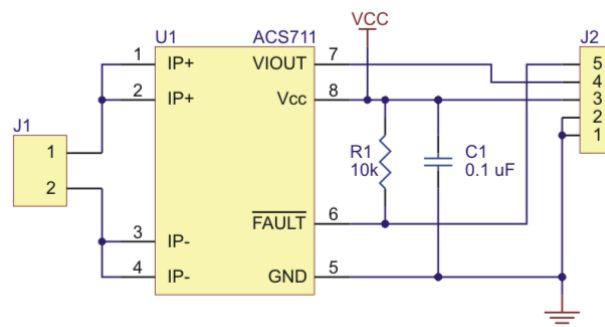 VCC
U1 ACS711 J2
1 IP+ VIOUT 7 5
4
2 IP+ Vcc 8 3
2
J1 1
1 R1 C1
2 10k 0.1 uF
3 IP- FAULT 6
4 IP- GND 5